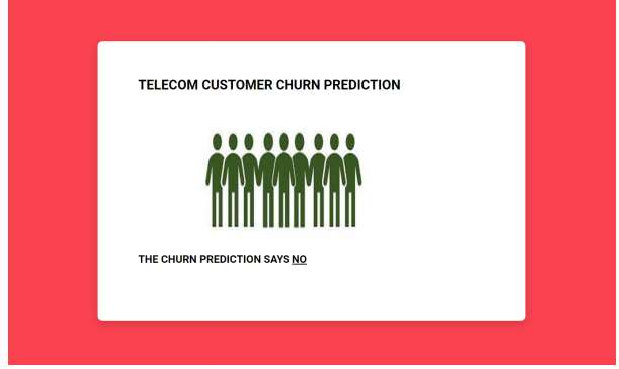 TELECOM CUSTOMER CHURN PREDICTION
THE CHURN PREDICTION SAYS NO